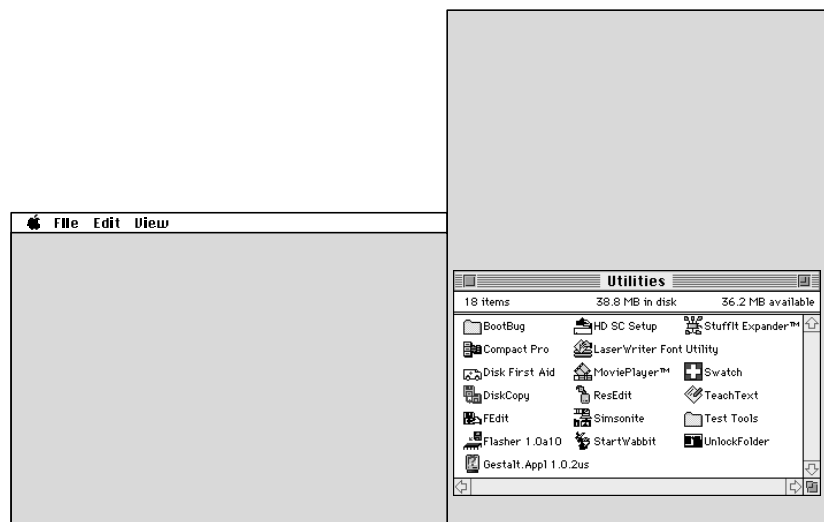 File Edit View
Utilities
18 items 38.8 MB in disk 36.2 MB available
BootBug HD SC Setup StuffIt Expander™
Compact Pro LaserWriter Font Utility
Disk First Aid MoviePlayer™ Swatch
DiskCopy ResEdit TeachText
FEdit Simsonite Test Tools
Flasher 1.0a10 StartWabbit UnlockFolder
Gestalt.Appl 1.0.2us